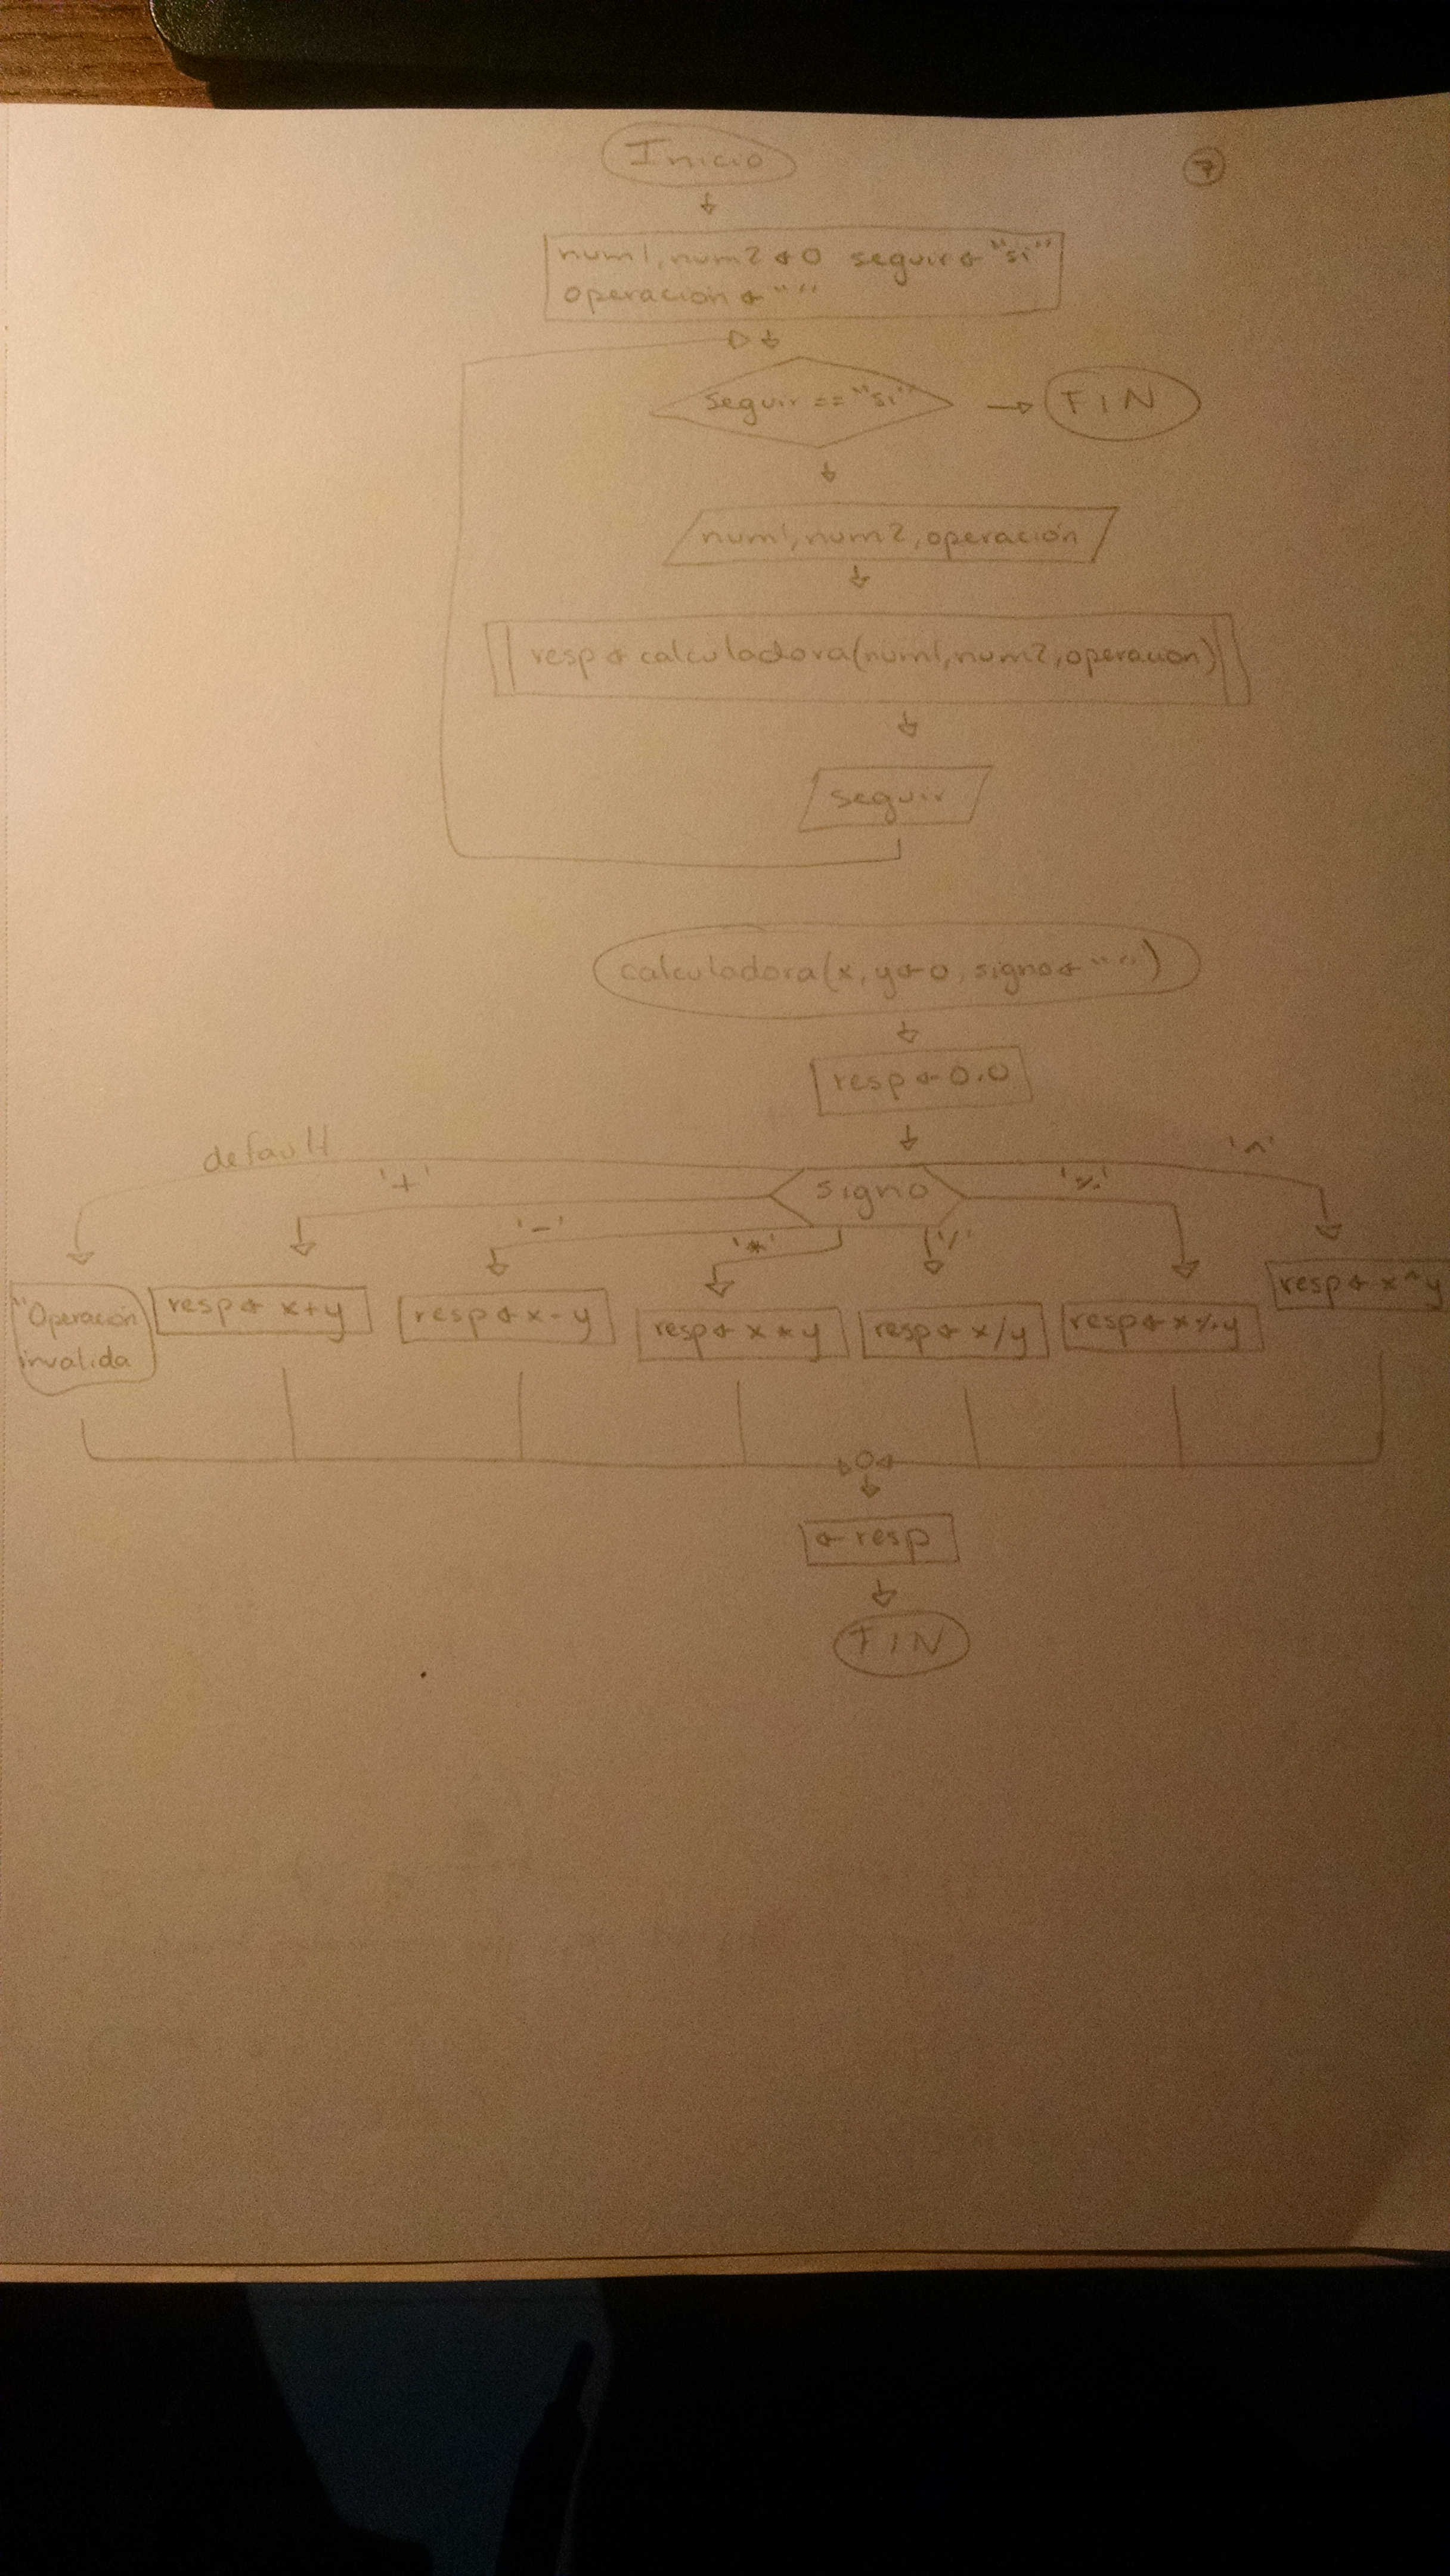 Inicio
7
num1, num2 ← 0 seguir ← "si"
operación ← " "
seguir == "si"
FIN
num1, num2, operación
resp ← calculadora(num1, num2, operacion)
seguir
calculadora(x, y ← 0, signo ← " ")
resp ← 0.0
default
'+'
'-'
'*'
'/'
'%'
'^'
signo
"Operación
invalida
resp ← x+y
resp ← x-y
resp ← x*y
resp ← x/y
resp ← x%y
resp ← x^y
← resp
FIN